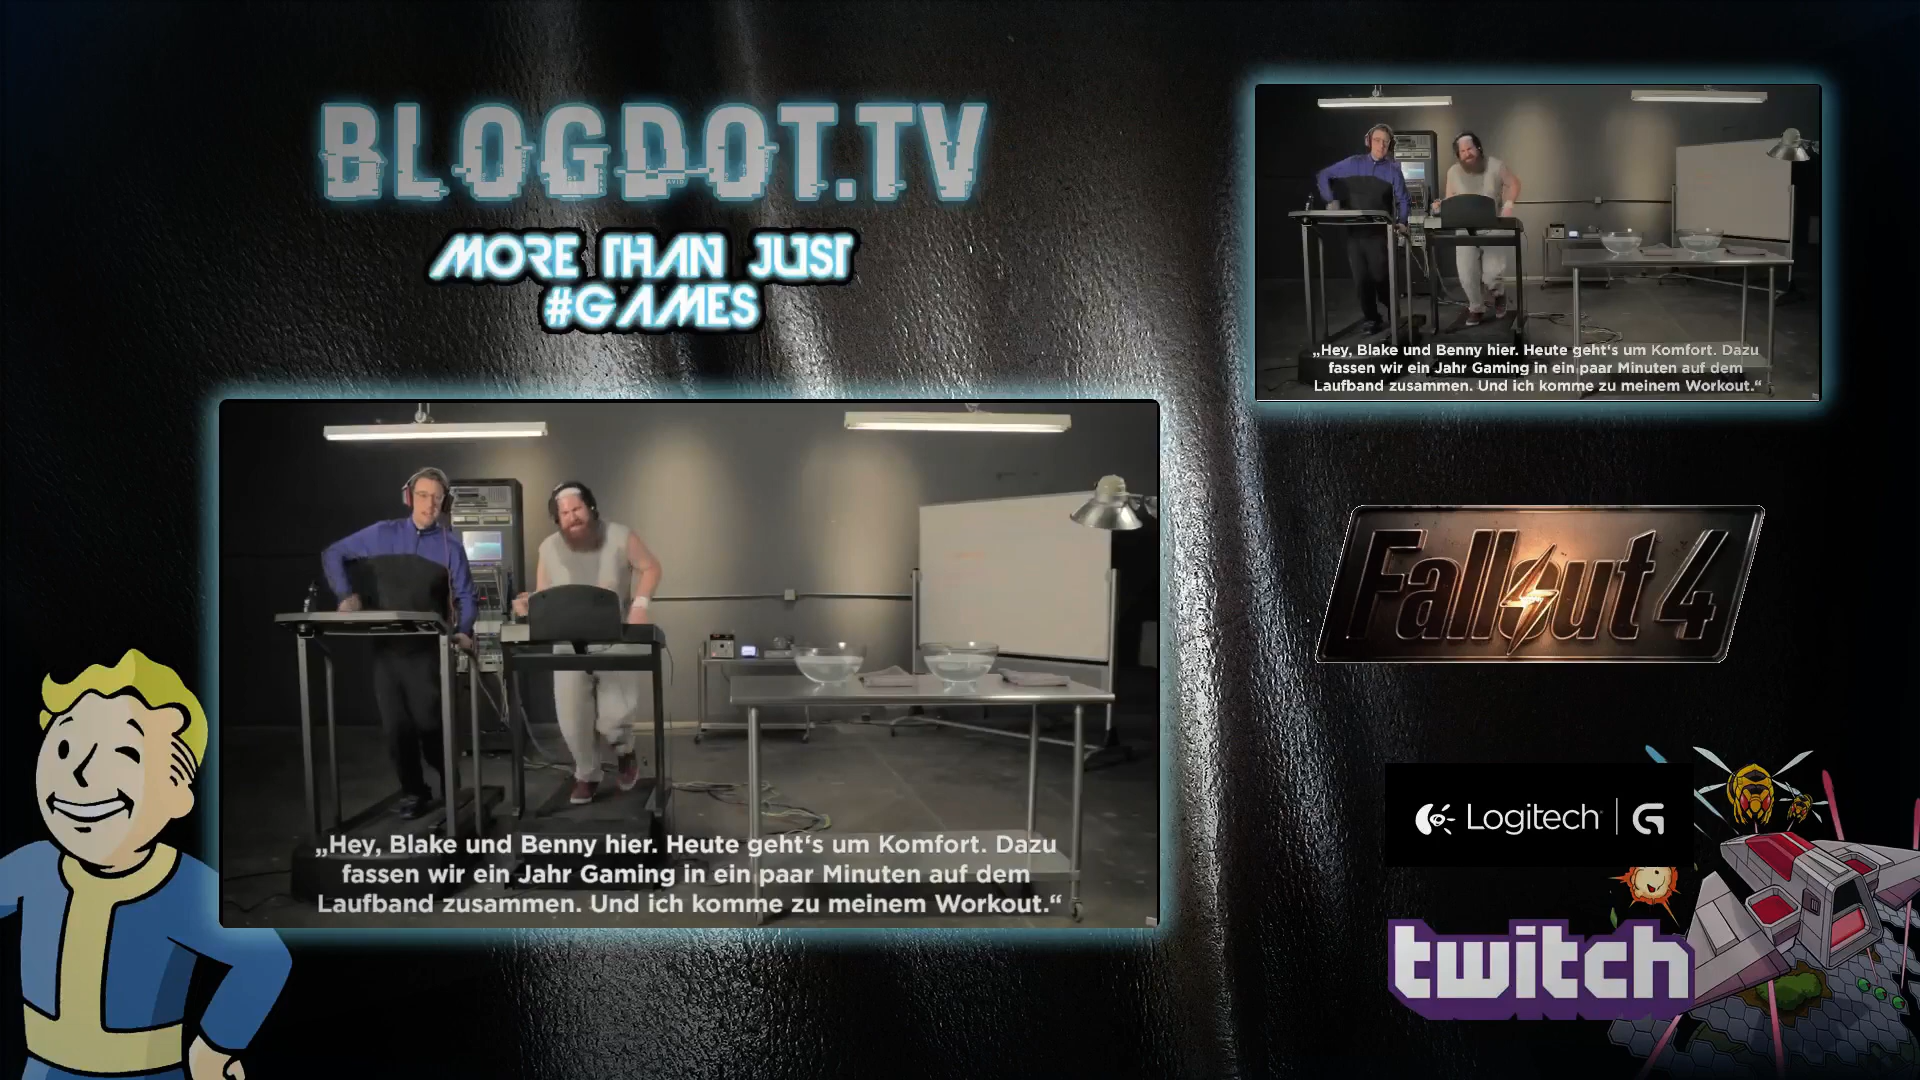 BLOGDOT.TV
MORE THAN JUST
#GAMES
„Hey, Blake und Benny hier. Heute geht‘s um Komfort. Dazu
fassen wir ein Jahr Gaming in ein paar Minuten auf dem
Laufband zusammen. Und ich komme zu meinem Workout.“
„Hey, Blake und Benny hier. Heute geht‘s um Komfort. Dazu
fassen wir ein Jahr Gaming in ein paar Minuten auf dem
Laufband zusammen. Und ich komme zu meinem Workout.“
Fallout 4
Logitech | G
twitch